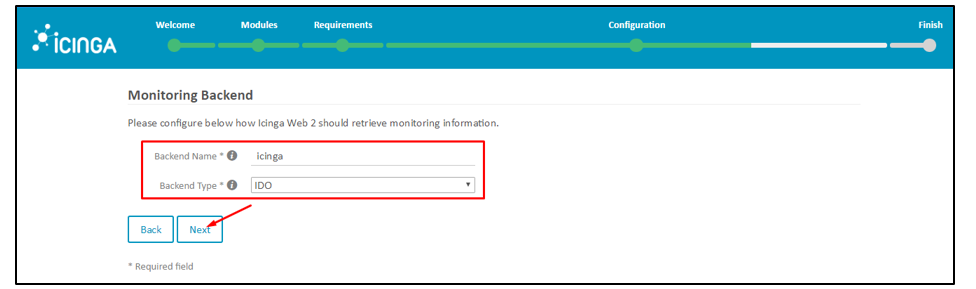 Welcome Modules Requirements Configuration Finish
icinga
Monitoring Backend
Please configure below how Icinga Web 2 should retrieve monitoring information.
Backend Name * i icinga
Backend Type * i IDO
Back Next
* Required field